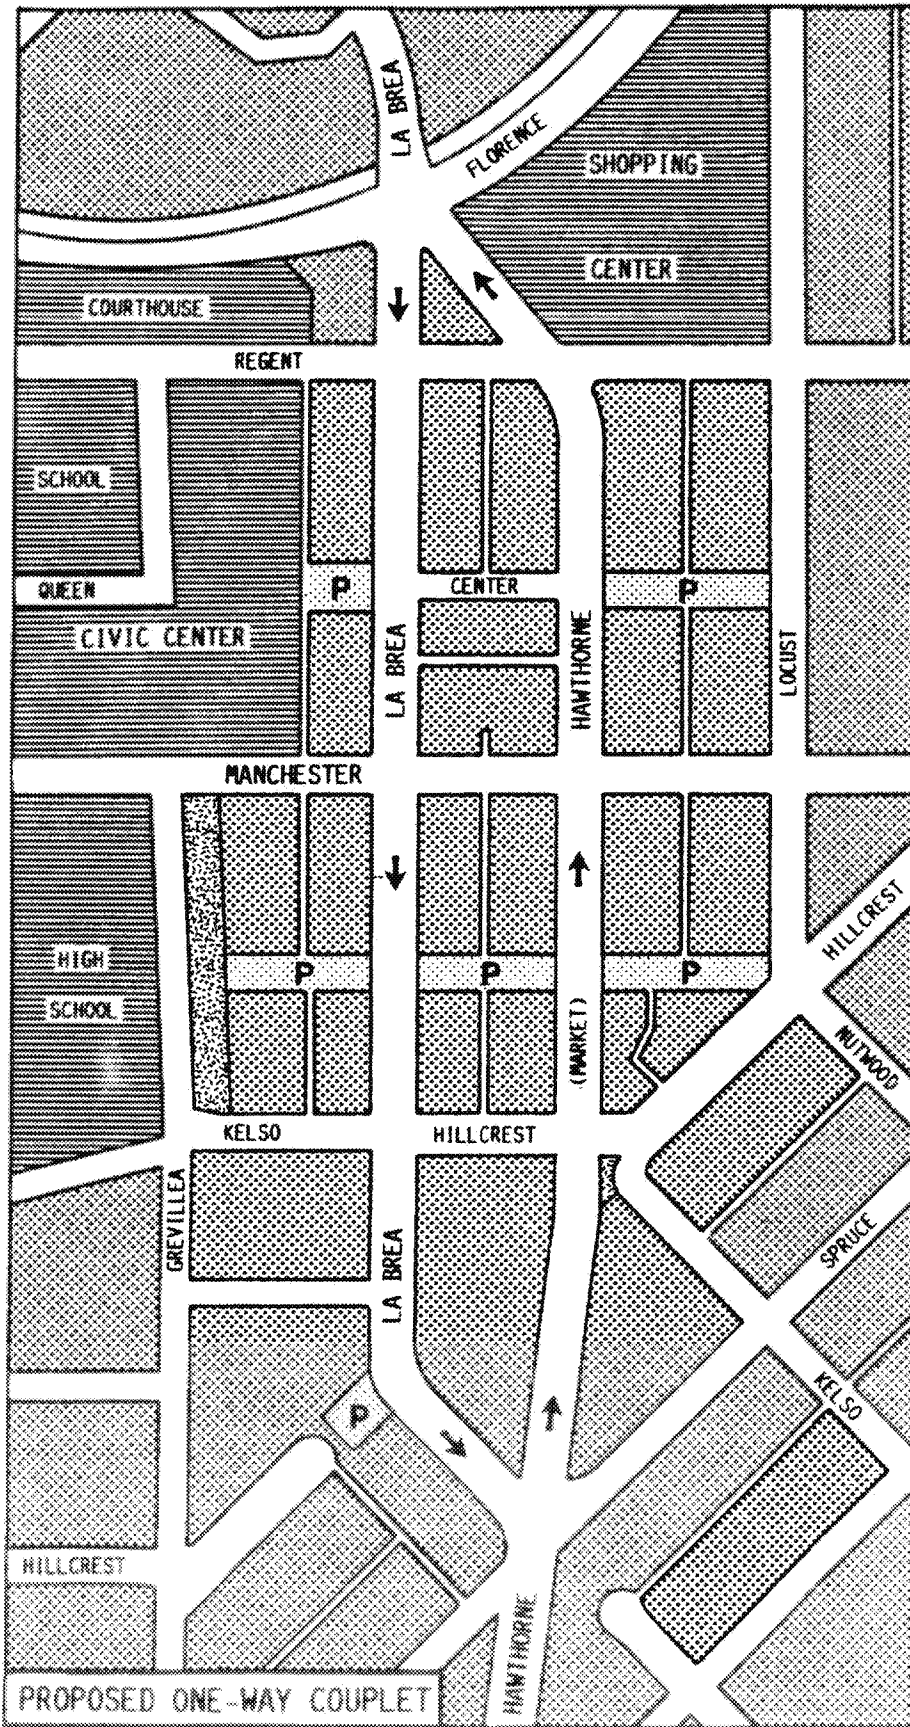 LA BREA
FLORENCE
SHOPPING
CENTER
COURTHOUSE
REGENT
SCHOOL
QUEEN
P
CENTER
P
CIVIC CENTER
LA BREA
HAWTHORNE
LOCUST
MANCHESTER
HILLCREST
HIGH
SCHOOL
P
P
P
(MARKET)
NUTWOOD
KELSO
HILLCREST
GREVILLEA
LA BREA
SPRUCE
KELSO
P
HILLCREST
HAWTHORNE
PROPOSED ONE-WAY COUPLET